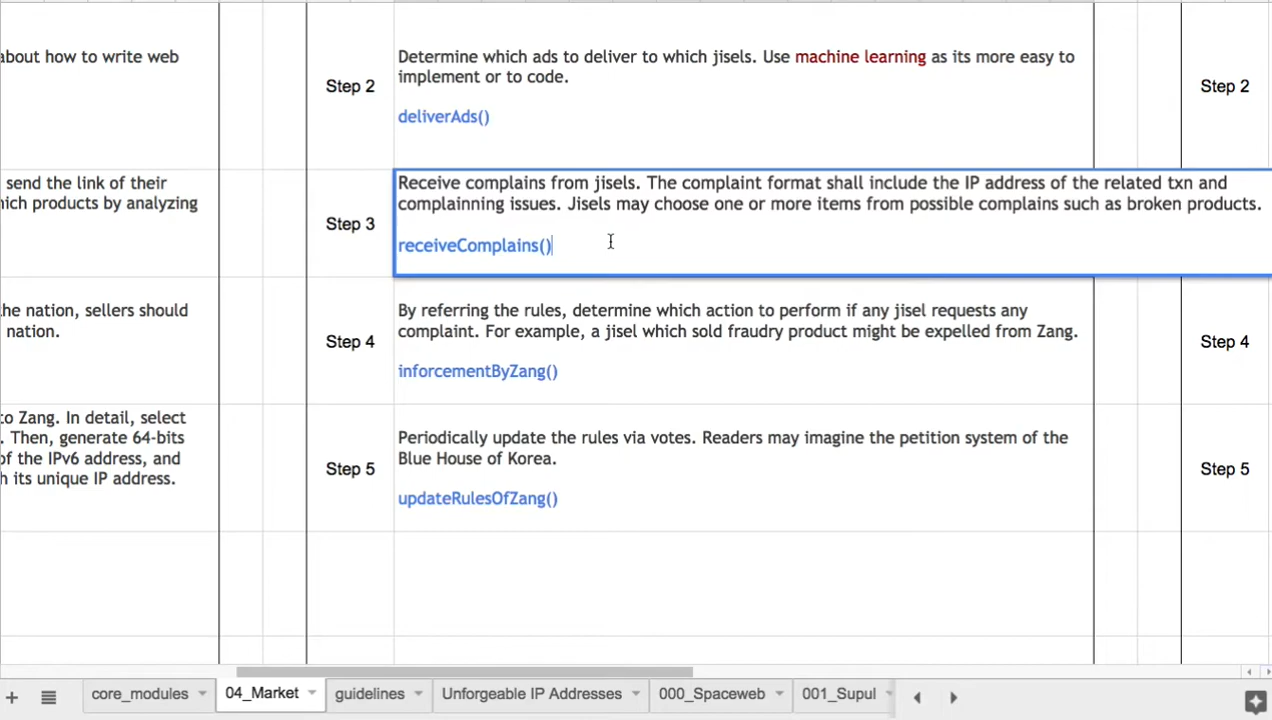 about how to write web
Step 2
Determine which ads to deliver to which jisels. Use machine learning as its more easy to
implement or to code.
deliverAds()
Step 2
send the link of their
ich products by analyzing
Step 3
Receive complains from jisels. The complaint format shall include the IP address of the related txn and
complainning issues. Jisels may choose one or more items from possible complains such as broken products.
receiveComplains()
he nation, sellers should
nation.
Step 4
By referring the rules, determine which action to perform if any jisel requests any
complaint. For example, a jisel which sold fraudry product might be expelled from Zang.
inforcementByZang()
Step 4
to Zang. In detail, select
. Then, generate 64-bits
of the IPv6 address, and
h its unique IP address.
Step 5
Periodically update the rules via votes. Readers may imagine the petition system of the
Blue House of Korea.
updateRulesOfZang()
Step 5
core_modules 04_Market guidelines Unforgeable IP Addresses 000_Spaceweb 001_Supul